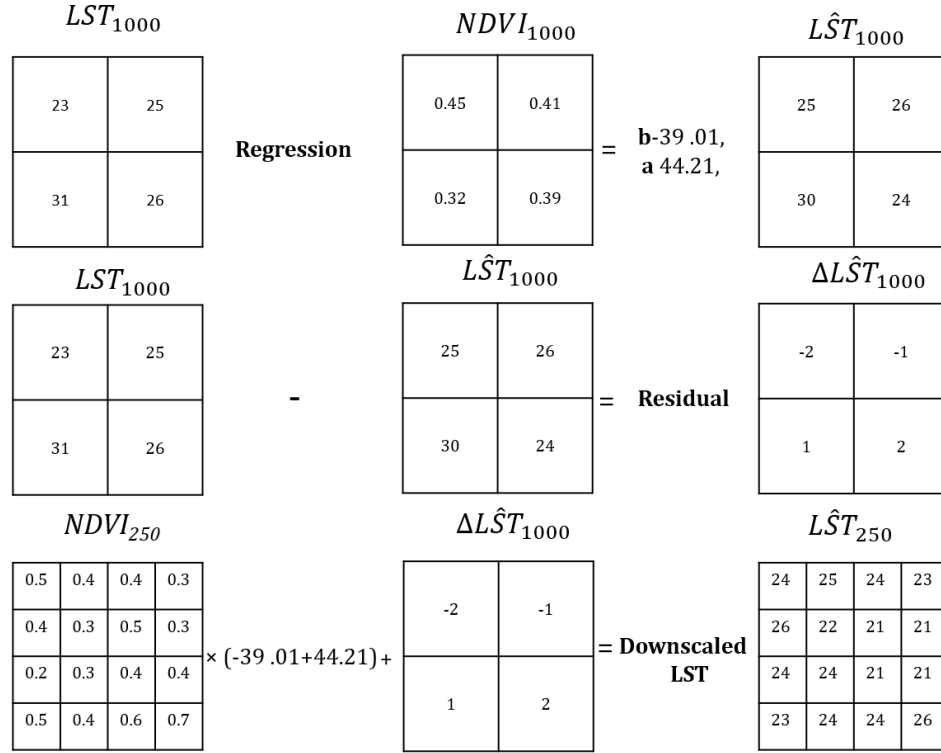 LST₁₀₀₀ NDVI₁₀₀₀ LŜT₁₀₀₀
23 25 0.45 0.41 25 26
Regression = b-39 .01,
a 44.21,
31 26 0.32 0.39 30 24
LST₁₀₀₀ LŜT₁₀₀₀ ΔLŜT₁₀₀₀
23 25 25 26 -2 -1
- = Residual
31 26 30 24 1 2
NDVI₂₅₀ ΔLŜT₁₀₀₀ LŜT₂₅₀
0.5 0.4 0.4 0.3 24 25 24 23
-2 -1
0.4 0.3 0.5 0.3 26 22 21 21
× (-39 .01+44.21)+ = Downscaled
LST
0.2 0.3 0.4 0.4 24 24 21 21
1 2
0.5 0.4 0.6 0.7 23 24 24 26